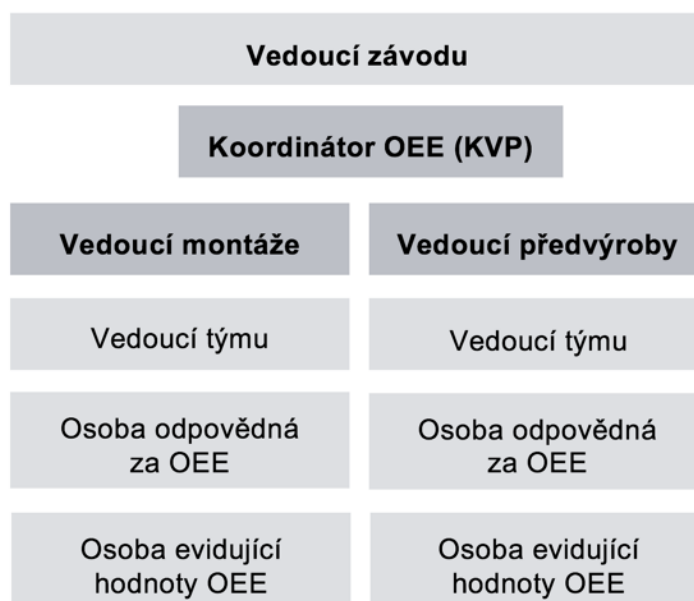 Vedoucí závodu
Koordinátor OEE (KVP)
Vedoucí montáže
Vedoucí předvýroby
Vedoucí týmu
Vedoucí týmu
Osoba odpovědná
za OEE
Osoba odpovědná
za OEE
Osoba evidující
hodnoty OEE
Osoba evidující
hodnoty OEE